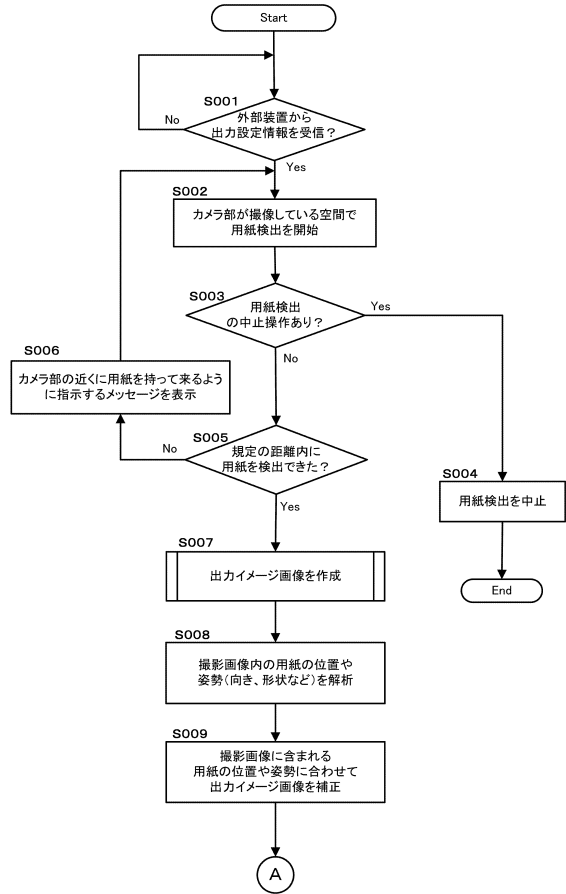 Start
S001
外部装置から
出力設定情報を受信？
No
Yes
S002
カメラ部が撮像している空間で
用紙検出を開始
S003
用紙検出
の中止操作あり？
Yes
No
S006
カメラ部の近くに用紙を持って来るよう
に指示するメッセージを表示
S005
規定の距離内に
用紙を検出できた？
No
Yes
S004
用紙検出を中止
End
S007
出力イメージ画像を作成
S008
撮影画像内の用紙の位置や
姿勢（向き、形状など）を解析
S009
撮影画像に含まれる
用紙の位置や姿勢に合わせて
出力イメージ画像を補正
A